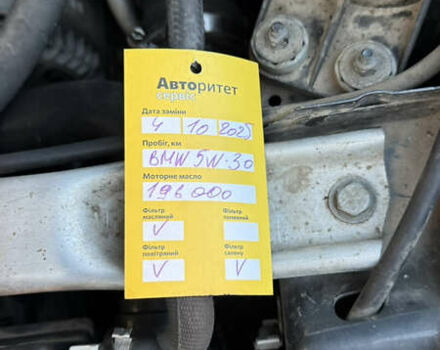 Авторитет
сервіс
Дата заміни
4 10 2025
Пробіг, км
BMW 5W-30
Моторне масло
196 000
Фільтр масляний Фільтр паливний
V
Фільтр повітряний Фільтр салону
V V